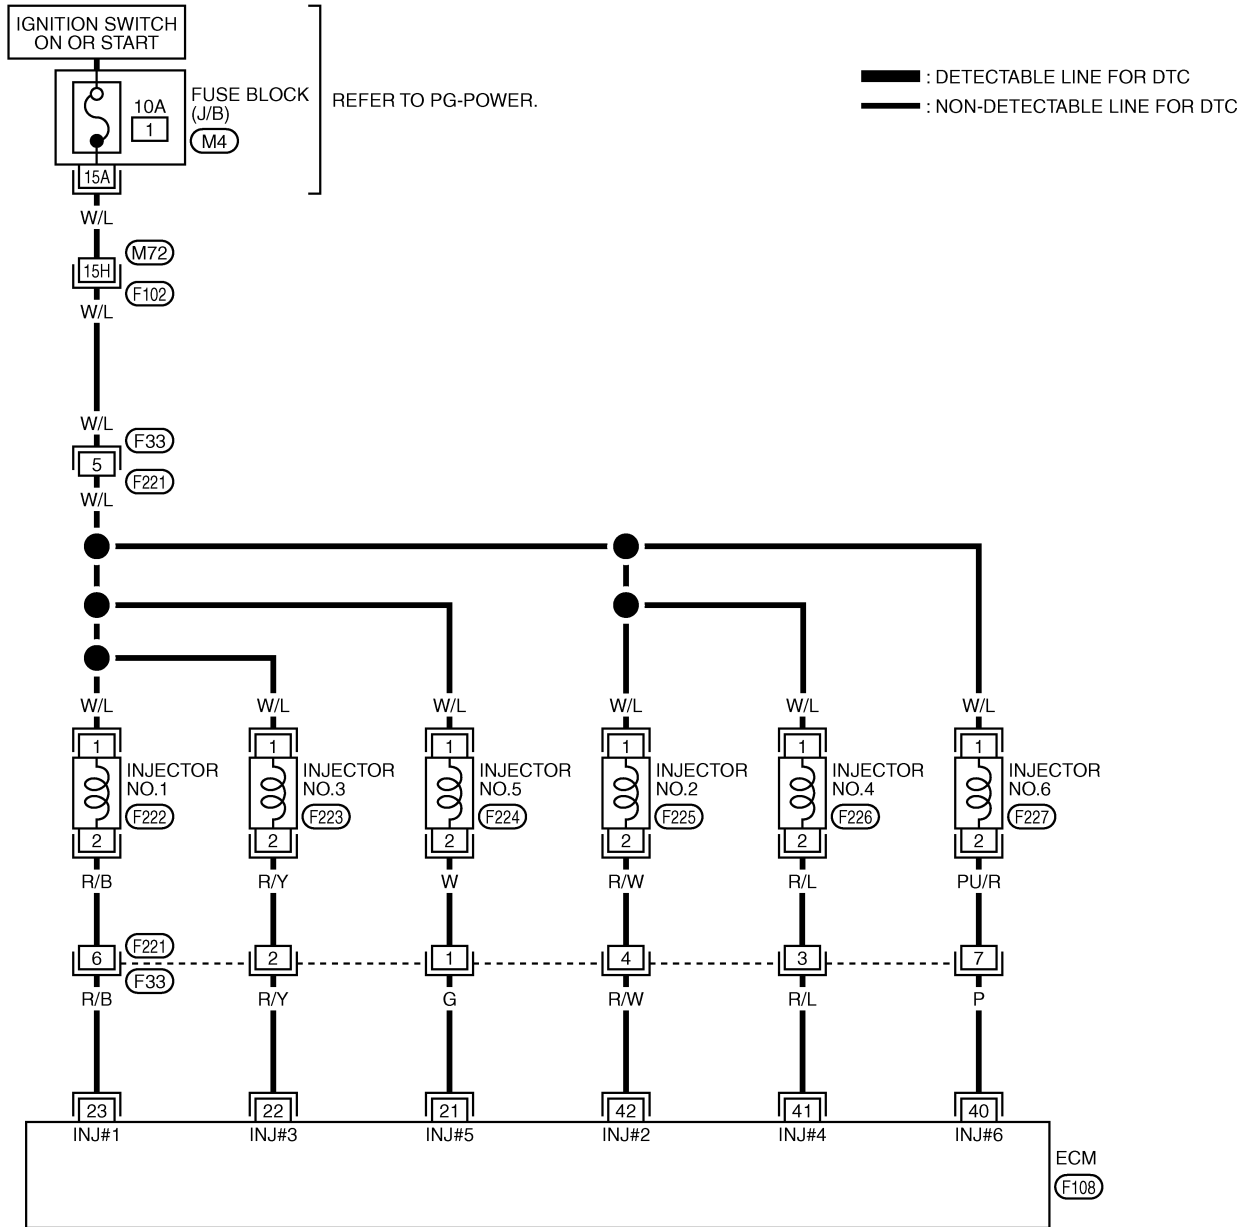 IGNITION SWITCH
ON OR START
10A
1
FUSE BLOCK
(J/B)
M4
REFER TO PG-POWER.
: DETECTABLE LINE FOR DTC
: NON-DETECTABLE LINE FOR DTC
15A
W/L
M72
15H
F102
W/L
W/L
F33
5
F221
W/L
W/L W/L W/L W/L W/L W/L
1 1 1 1 1 1
INJECTOR
NO.1
F222
INJECTOR
NO.3
F223
INJECTOR
NO.5
F224
INJECTOR
NO.2
F225
INJECTOR
NO.4
F226
INJECTOR
NO.6
F227
2 2 2 2 2 2
R/B R/Y W R/W R/L PU/R
F221
6 2 1 4 3 7
F33
R/B R/Y G R/W R/L P
23 22 21 42 41 40
INJ#1 INJ#3 INJ#5 INJ#2 INJ#4 INJ#6
ECM
F108